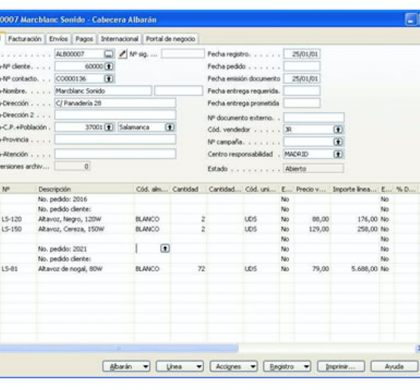 0007 Marcblanc Sonido - Cabecera Albarán
Facturación Envíos Pagos Internacional Portal de negocio
ALB00007 Nº sig. ...
Fecha registro. 25/01/01
Nº cliente. 60000
Fecha pedido
Nº contacto. CO000136
Fecha emisión documento 25/01/01
Nombre. Marcblanc Sonido
Fecha entrega requerida.
Dirección C/ Panadería 28
Fecha entrega prometida
Dirección 2
Nº documento externo.
C.P.+Población 37001 Salamanca
Cód. vendedor JR
Provincia
Nº campaña.
Atención
Centro responsabilidad MADRID
ersiones archiv... 0
Estado Abierto
Nº Descripción Cód. alm... Cantidad Cantidad... Cód. uni... E... Precio v... Importe línea... E... % D...
No. pedido: 2016 No No
No. pedido cliente: No No
LS-120 Altavoz, Negro, 120W BLANCO 2 UDS No 88,00 176,00 No
LS-150 Altavoz, Cereza, 150W BLANCO 2 UDS No 129,00 258,00 No
No No
No. pedido: 2021 No No
No. pedido cliente: No No
LS-81 Altavoz de nogal, 80W BLANCO 72 UDS No 79,00 5.688,00 No
Albarán Línea Acciones Registro Imprimir... Ayuda